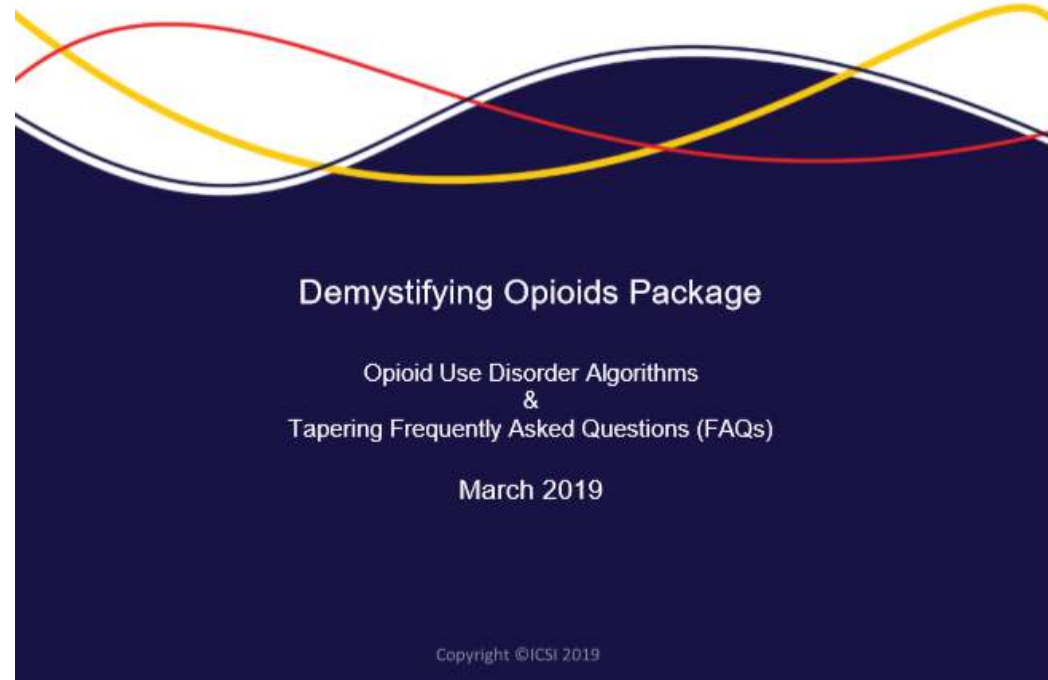 Demystifying Opioids Package
Opioid Use Disorder Algorithms
&
Tapering Frequently Asked Questions (FAQs)
March 2019
Copyright ©ICSI 2019